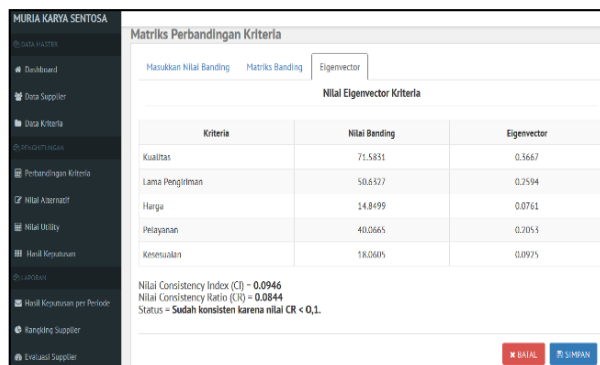 MURIA KARYA SENTOSA
DATA MASTER
Dashboard
Data Supplier
Data Kriteria
PENGHITUNGAN
Perbandingan Kriteria
Nilai Alternatif
Nilai Utility
Hasil Keputusan
LAPORAN
Hasil Keputusan per Periode
Rangking Supplier
Evaluasi Supplier
Matriks Perbandingan Kriteria
Masukkan Nilai Banding Matriks Banding Eigenvector
Nilai Eigenvector Kriteria
Kriteria Nilai Banding Eigenvector
Kualitas 71.5831 0.3667
Lama Pengiriman 50.6327 0.2594
Harga 14.8499 0.0761
Pelayanan 40.0665 0.2053
Kesesualan 18.0605 0.0925
Nilai Consistency Index (CI) = 0.0946
Nilai Consistency Ratio (CR) = 0.0844
Status = Sudah konsisten karena nilai CR < 0,1.
BATAL SIMPAN